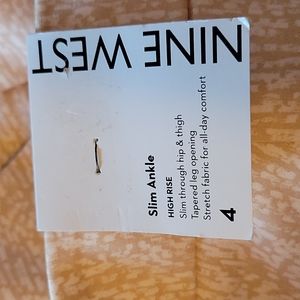 NINE WEST
Slim Ankle
HIGH RISE
Slim through hip & thigh
Tapered leg opening
Stretch fabric for all-day comfort
4